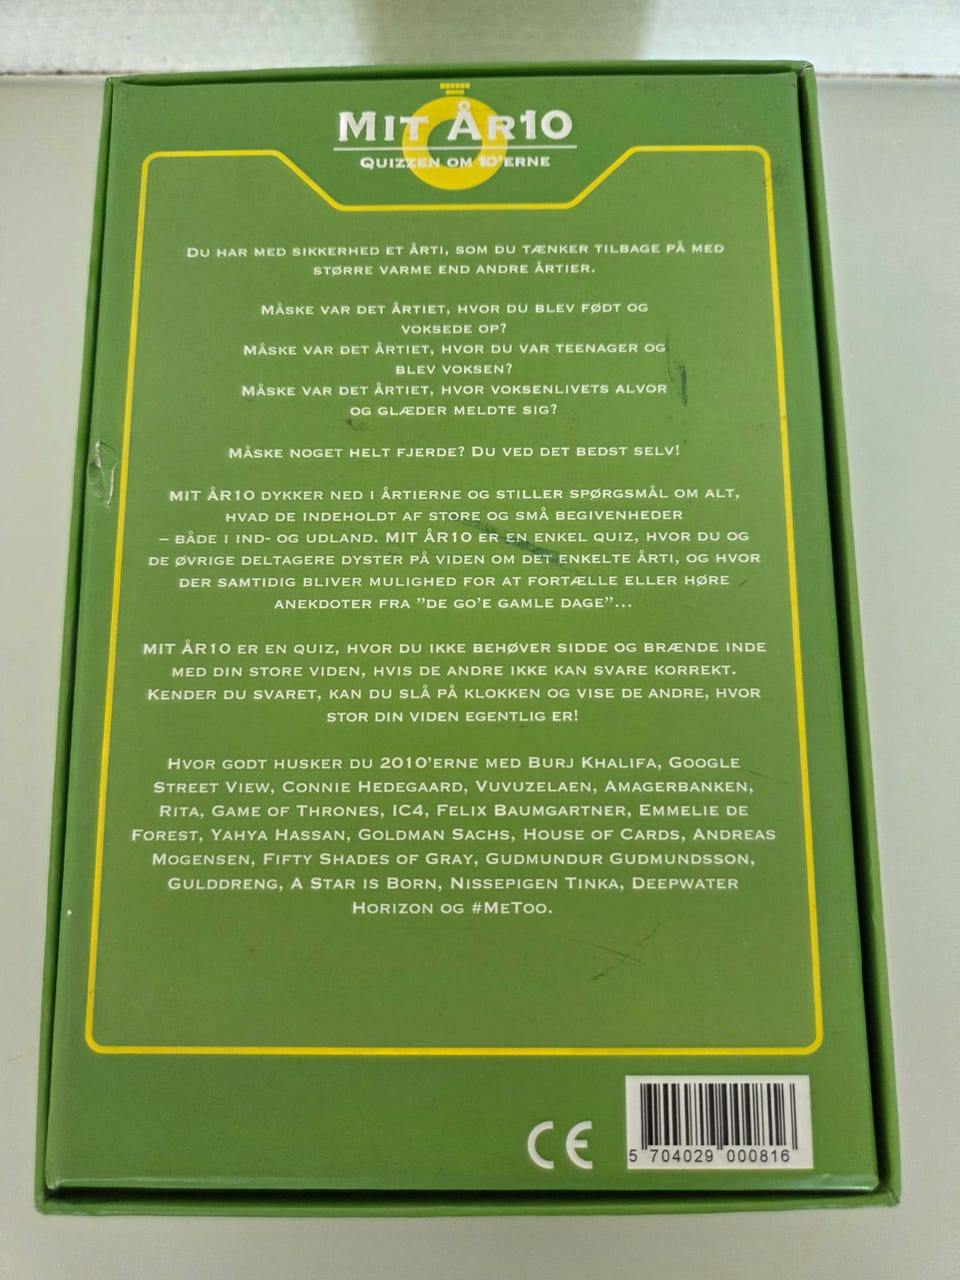 Mit År10
Quizzen om 10'erne
Du har med sikkerhed et årti, som du tænker tilbage på med
større varme end andre årtier.
Måske var det årtiet, hvor du blev født og
voksede op?
Måske var det årtiet, hvor du var teenager og
blev voksen?
Måske var det årtiet, hvor voksenlivets alvor
og glæder meldte sig?
Måske noget helt fjerde? Du ved det bedst selv!
MIT ÅR10 dykker ned i årtierne og stiller spørgsmål om alt,
hvad de indeholdt af store og små begivenheder
– både i ind- og udland. MIT ÅR10 er en enkel quiz, hvor du og
de øvrige deltagere dyster på viden om det enkelte årti, og hvor
der samtidig bliver mulighed for at fortælle eller høre
anekdoter fra "de go'e gamle dage"...
MIT ÅR10 er en quiz, hvor du ikke behøver sidde og brænde inde
med din store viden, hvis de andre ikke kan svare korrekt.
Kender du svaret, kan du slå på klokken og vise de andre, hvor
stor din viden egentlig er!
Hvor godt husker du 2010'erne med Burj Khalifa, Google
Street View, Connie Hedegaard, Vuvuzelaen, Amagerbanken,
Rita, Game of Thrones, IC4, Felix Baumgartner, Emmelie de
Forest, Yahya Hassan, Goldman Sachs, House of Cards, Andreas
Mogensen, Fifty Shades of Gray, Gudmundur Gudmundsson,
Gulddreng, A Star is Born, Nissepigen Tinka, Deepwater
Horizon og #MeToo.
CE
5 704029 000816